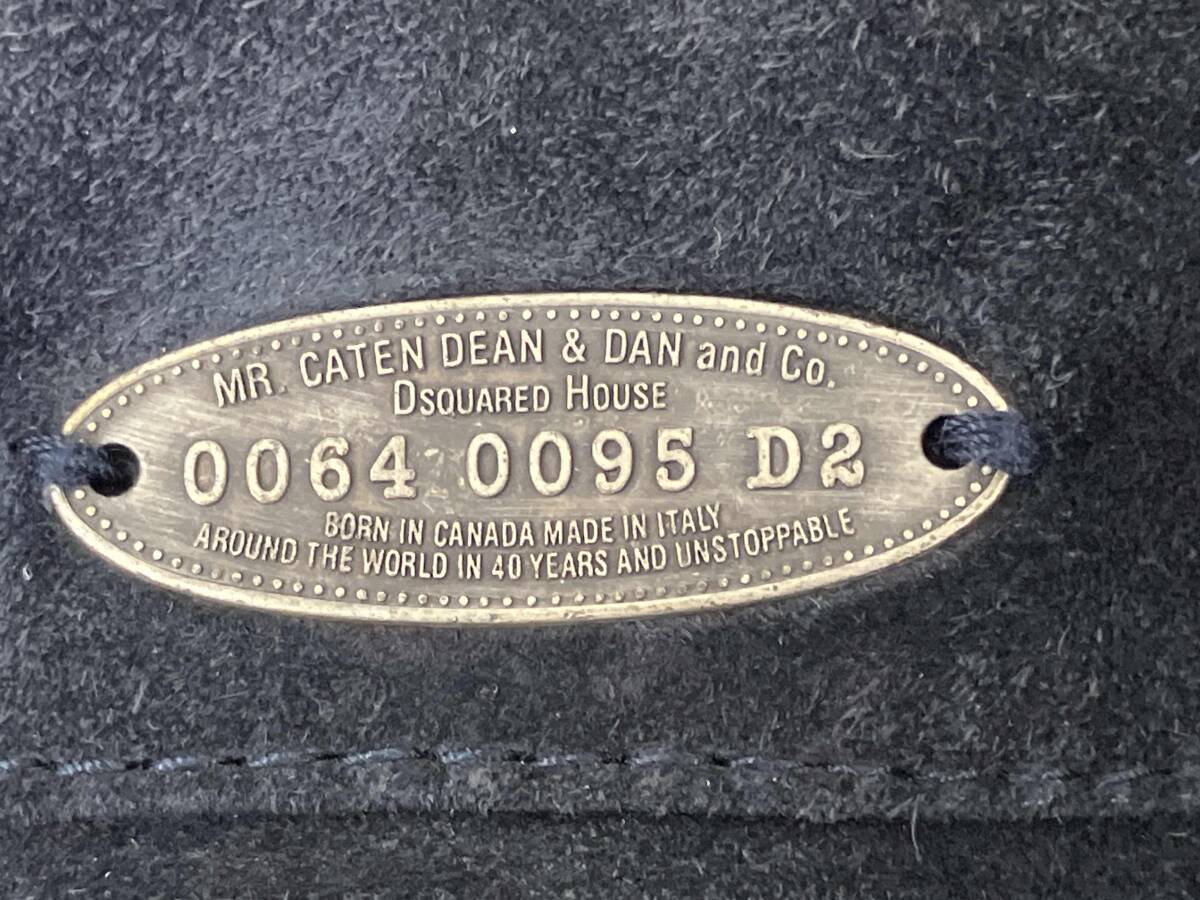 MR. CATEN DEAN & DAN and Co.
DSQUARED HOUSE
0064 0095 D2
BORN IN CANADA MADE IN ITALY
AROUND THE WORLD IN 40 YEARS AND UNSTOPPABLE